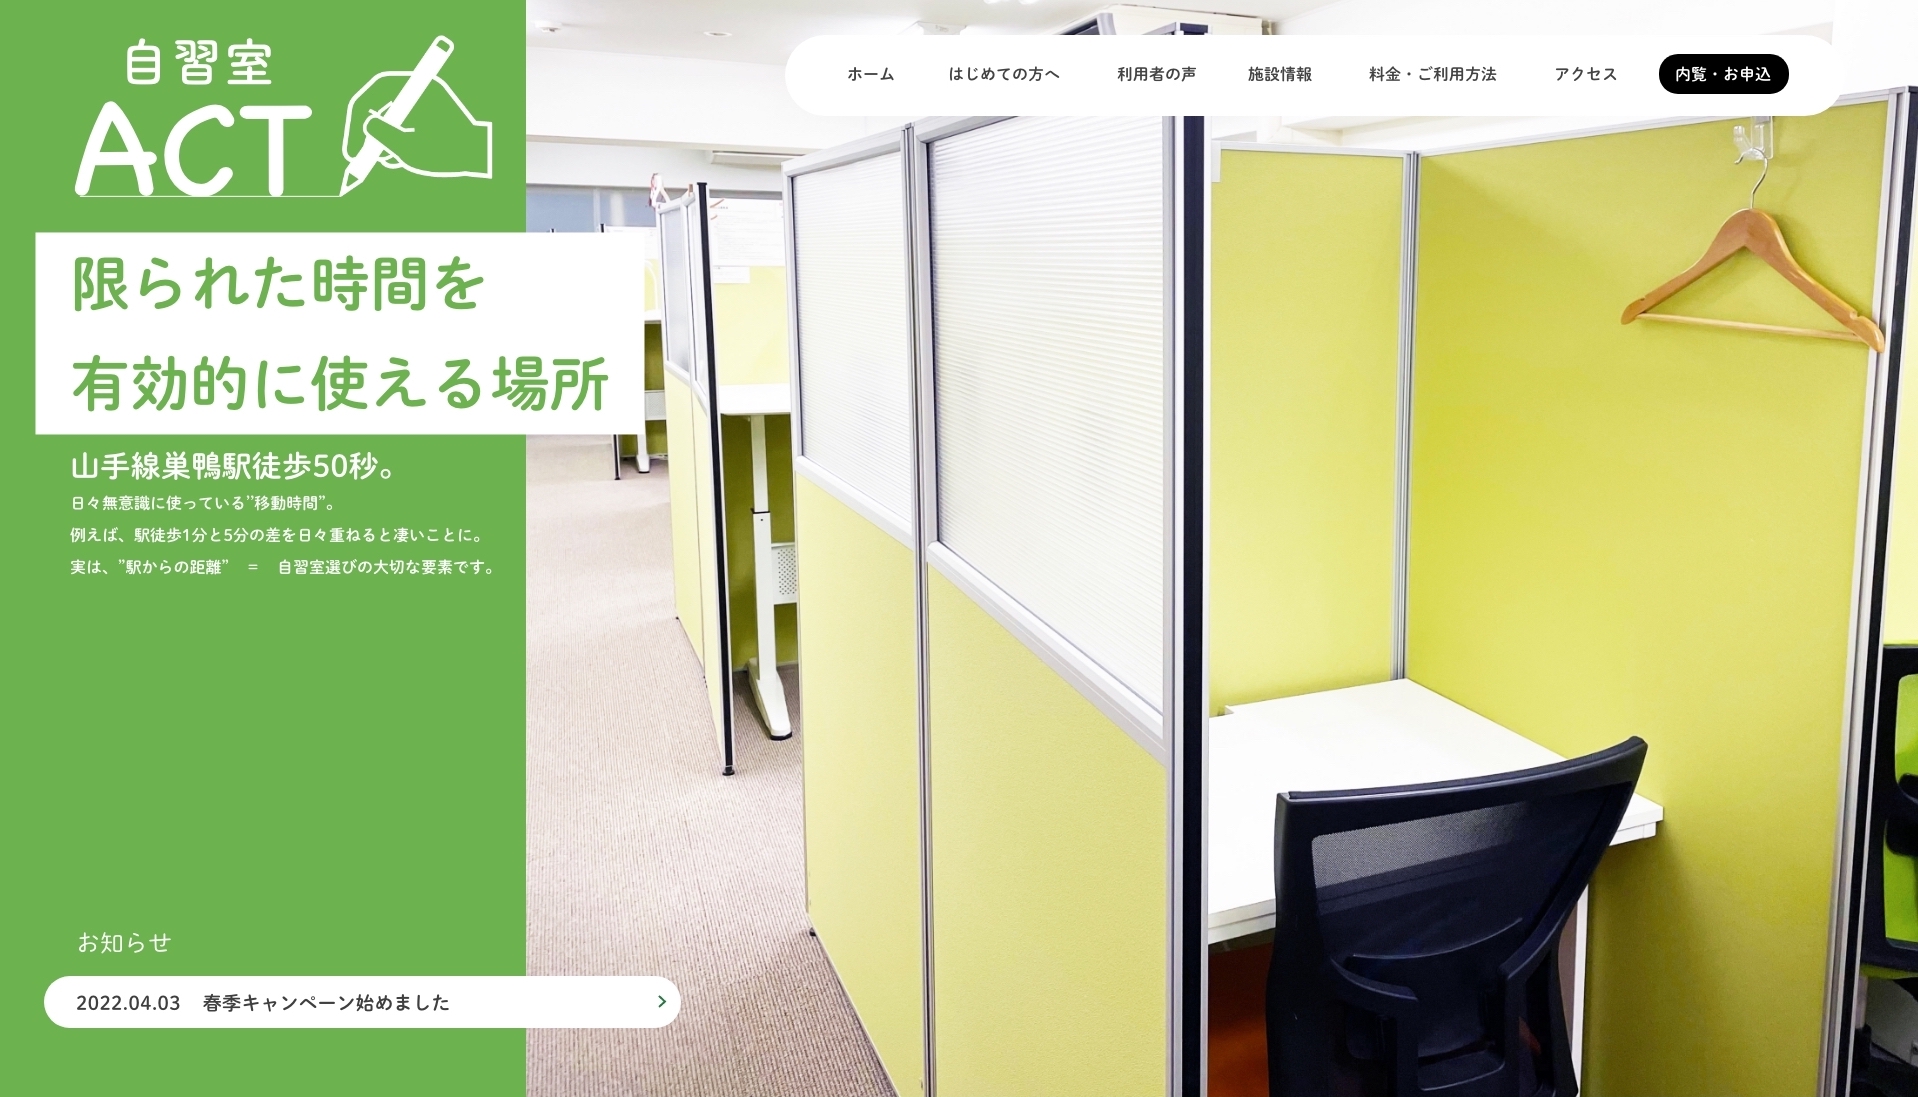 自習室
ACT
ホーム
はじめての方へ
利用者の声
施設情報
料金・ご利用方法
アクセス
内覧・お申込
限られた時間を
有効的に使える場所
山手線巣鴨駅徒歩50秒。
日々無意識に使っている”移動時間”。
例えば、駅徒歩1分と5分の差を日々重ねると凄いことに。
実は、”駅からの距離”　＝　自習室選びの大切な要素です。
お知らせ
2022.04.03　春季キャンペーン始めました